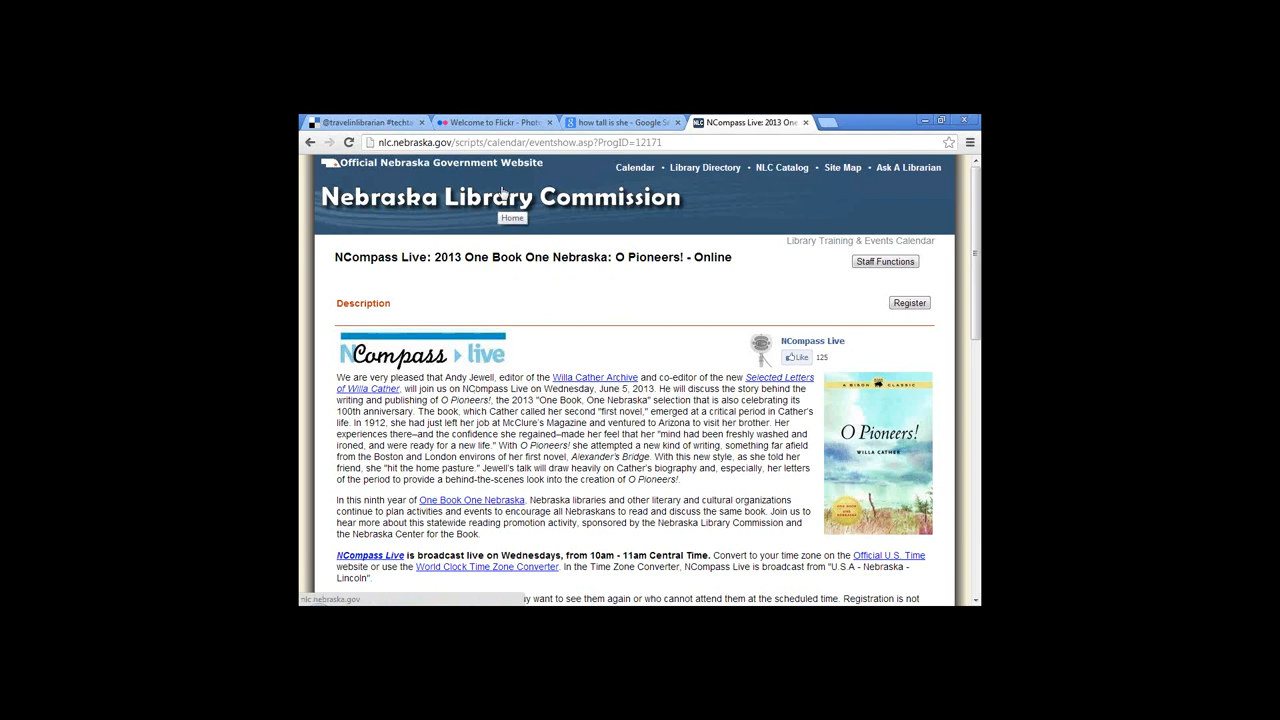 @travelinlibrarian #techta
Welcome to Flickr - Photo
how tall is she - Google Se
NCompass Live: 2013 One
nlc.nebraska.gov/scripts/calendar/eventshow.asp?ProgID=12171
Official Nebraska Government Website
Calendar • Library Directory • NLC Catalog • Site Map • Ask A Librarian
Nebraska Library Commission
Home
Library Training & Events Calendar
NCompass Live: 2013 One Book One Nebraska: O Pioneers! - Online
Staff Functions
Description
Register
NCompass live
NCompass Live
Like 125
We are very pleased that Andy Jewell, editor of the Willa Cather Archive and co-editor of the new Selected Letters
of Willa Cather, will join us on NCompass Live on Wednesday, June 5, 2013. He will discuss the story behind the
writing and publishing of O Pioneers!, the 2013 "One Book, One Nebraska" selection that is also celebrating its
100th anniversary. The book, which Cather called her second "first novel," emerged at a critical period in Cather's
life. In 1912, she had just left her job at McClure's Magazine and ventured to Arizona to visit her brother. Her
experiences there–and the confidence she regained–made her feel that her "mind had been freshly washed and
ironed, and were ready for a new life." With O Pioneers! she attempted a new kind of writing, something far afield
from the Boston and London environs of her first novel, Alexander's Bridge. With this new style, as she told her
friend, she "hit the home pasture." Jewell's talk will draw heavily on Cather's biography and, especially, her letters
of the period to provide a behind-the-scenes look into the creation of O Pioneers!.
A BISON CLASSIC
O Pioneers!
WILLA CATHER
In this ninth year of One Book One Nebraska, Nebraska libraries and other literary and cultural organizations
continue to plan activities and events to encourage all Nebraskans to read and discuss the same book. Join us to
hear more about this statewide reading promotion activity, sponsored by the Nebraska Library Commission and
the Nebraska Center for the Book.
NCompass Live is broadcast live on Wednesdays, from 10am - 11am Central Time. Convert to your time zone on the Official U.S. Time
website or use the World Clock Time Zone Converter. In the Time Zone Converter, NCompass Live is broadcast from "U.S.A - Nebraska -
Lincoln".
nlc.nebraska.gov
want to see them again or who cannot attend them at the scheduled time. Registration is not